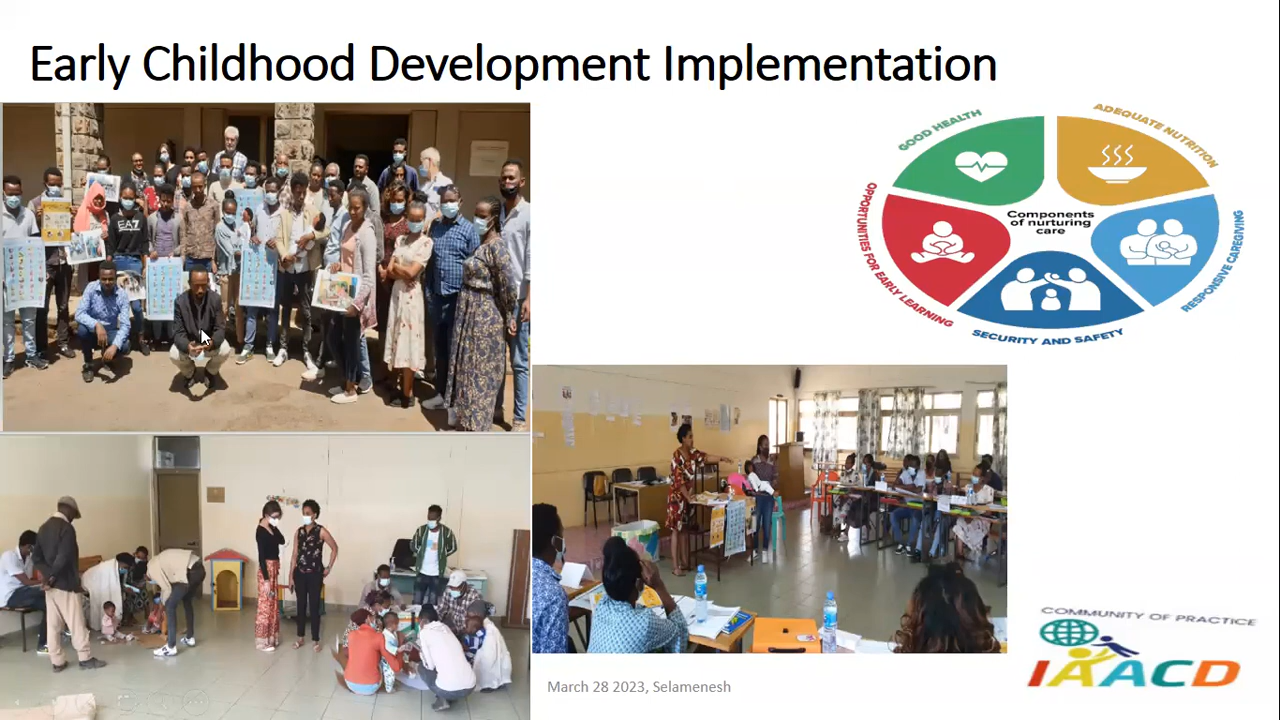 Early Childhood Development Implementation
GOOD HEALTH
ADEQUATE NUTRITION
OPPORTUNITIES FOR EARLY LEARNING
Components
of nurturing
care
RESPONSIVE CAREGIVING
SECURITY AND SAFETY
EA7
COMMUNITY OF PRACTICE
IAACD
March 28 2023, Selamenesh